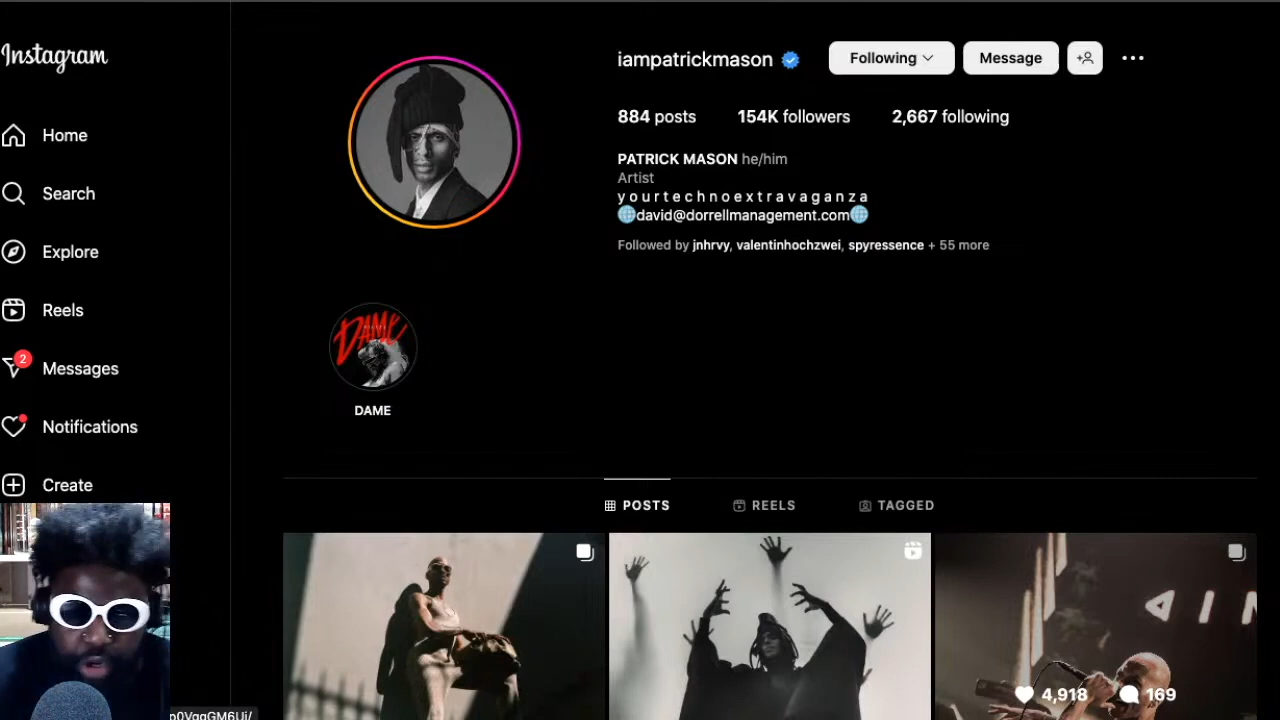 Instagram
Home
Search
Explore
Reels
2
Messages
Notifications
Create
iampatrickmason
Following
Message
884 posts
154K followers
2,667 following
PATRICK MASON he/him
Artist
y o u r t e c h n o e x t r a v a g a n z a
🌐david@dorrellmanagement.com🌐
Followed by jnhrvy, valentinhochzwei, spyressence + 55 more
DAME
DAME
POSTS
REELS
TAGGED
4,918
169